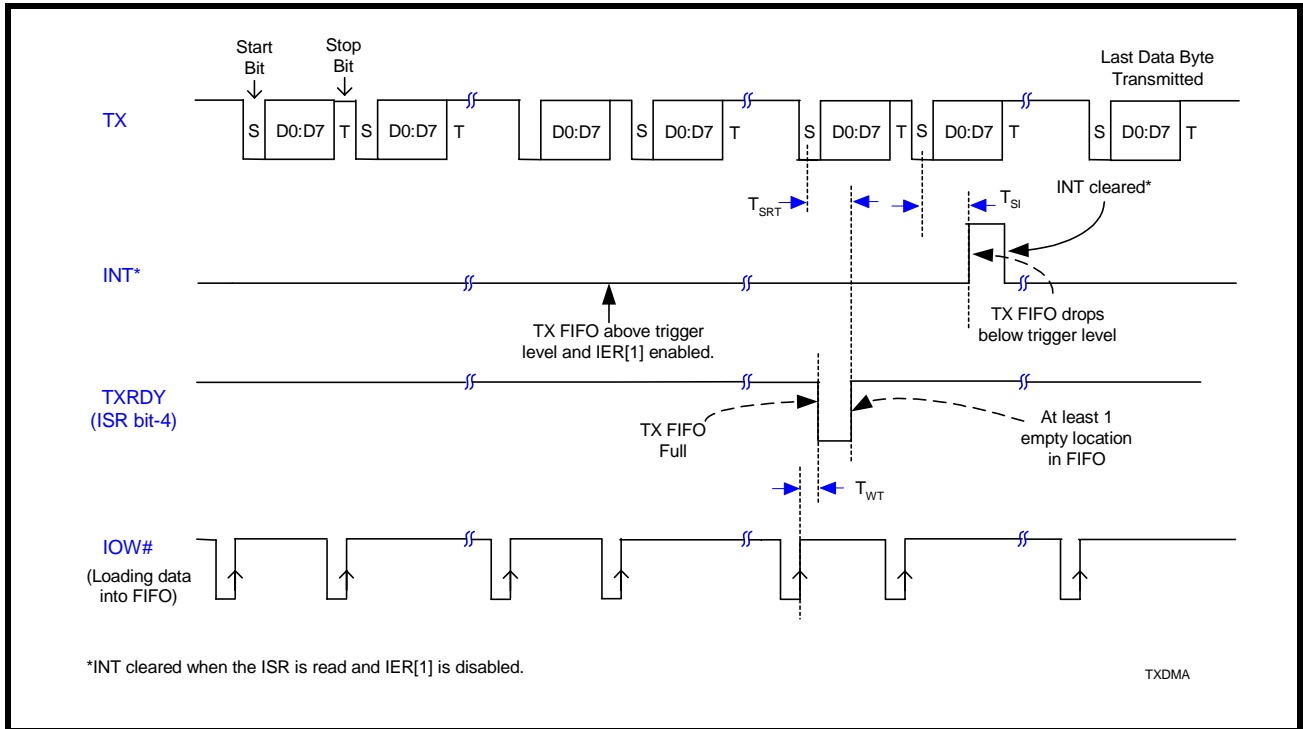 Start
Bit
Stop
Bit
Last Data Byte
Transmitted
TX
S D0:D7 T S D0:D7 T D0:D7 S D0:D7 T S D0:D7 T S D0:D7 T S D0:D7 T
T_SRT
T_SI
INT cleared*
INT*
TX FIFO above trigger
level and IER[1] enabled.
TX FIFO drops
below trigger level
TXRDY
(ISR bit-4)
TX FIFO
Full
At least 1
empty location
in FIFO
T_WT
IOW#
(Loading data
into FIFO)
*INT cleared when the ISR is read and IER[1] is disabled.
TXDMA